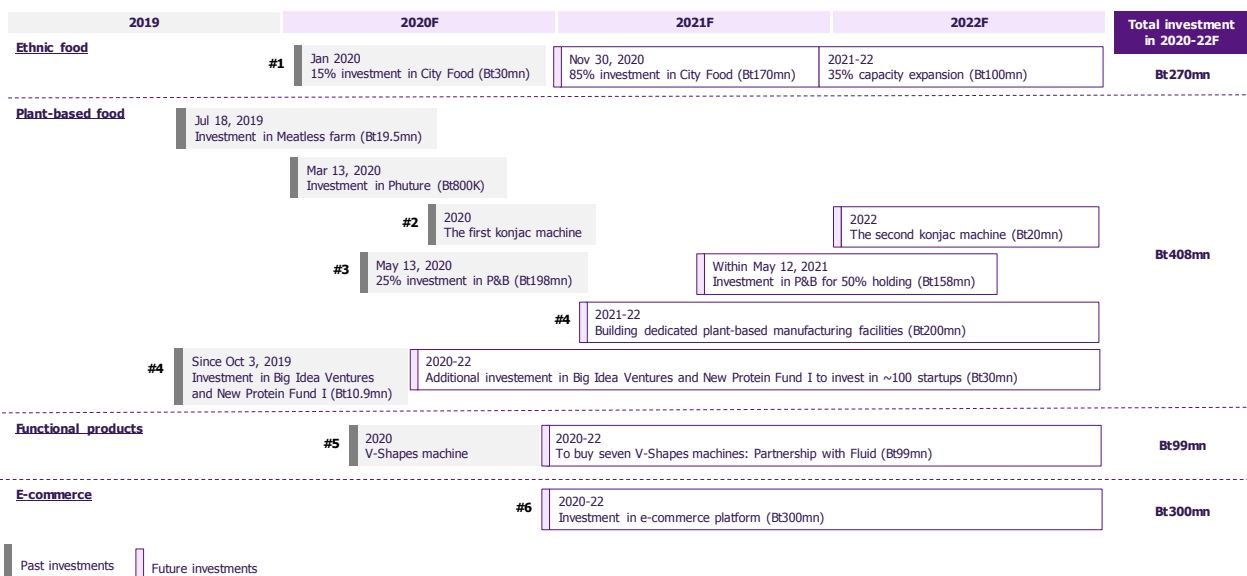 2019
2020F
2021F
2022F
Total investment
in 2020-22F
Ethnic food
#1
Jan 2020
15% investment in City Food (Bt30mn)
Nov 30, 2020
85% investment in City Food (Bt170mn)
2021-22
35% capacity expansion (Bt100mn)
Bt270mn
Plant-based food
Jul 18, 2019
Investment in Meatless farm (Bt19.5mn)
Mar 13, 2020
Investment in Phuture (Bt800K)
#2
2020
The first konjac machine
2022
The second konjac machine (Bt20mn)
#3
May 13, 2020
25% investment in P&B (Bt198mn)
Within May 12, 2021
Investment in P&B for 50% holding (Bt158mn)
Bt408mn
#4
2021-22
Building dedicated plant-based manufacturing facilities (Bt200mn)
#4
Since Oct 3, 2019
Investment in Big Idea Ventures
and New Protein Fund I (Bt10.9mn)
2020-22
Additional investement in Big Idea Ventures and New Protein Fund I to invest in ~100 startups (Bt30mn)
Functional products
#5
2020
V-Shapes machine
2020-22
To buy seven V-Shapes machines: Partnership with Fluid (Bt99mn)
Bt99mn
E-commerce
#6
2020-22
Investment in e-commerce platform (Bt300mn)
Bt300mn
Past investments
Future investments